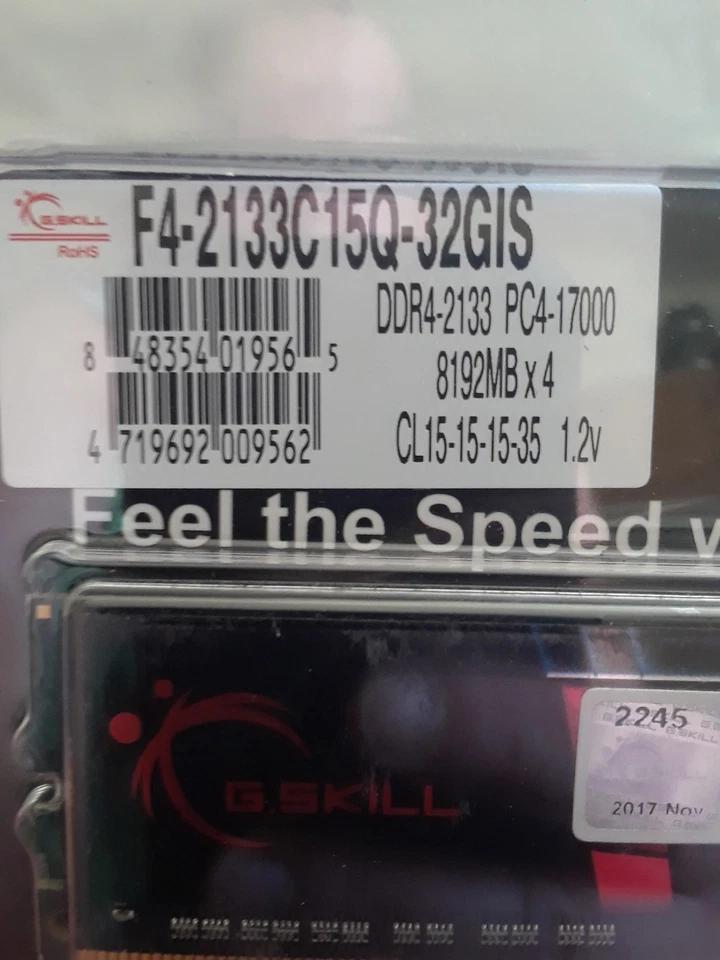 G.SKILL
RoHS
F4-2133C15Q-32GIS
DDR4-2133 PC4-17000
8192MB x 4
CL15-15-15-35 1.2v
8 48354 01956 5
4 719692 009562
Feel the Speed
G.SKILL
2245
G.SKILL
2017 Nov